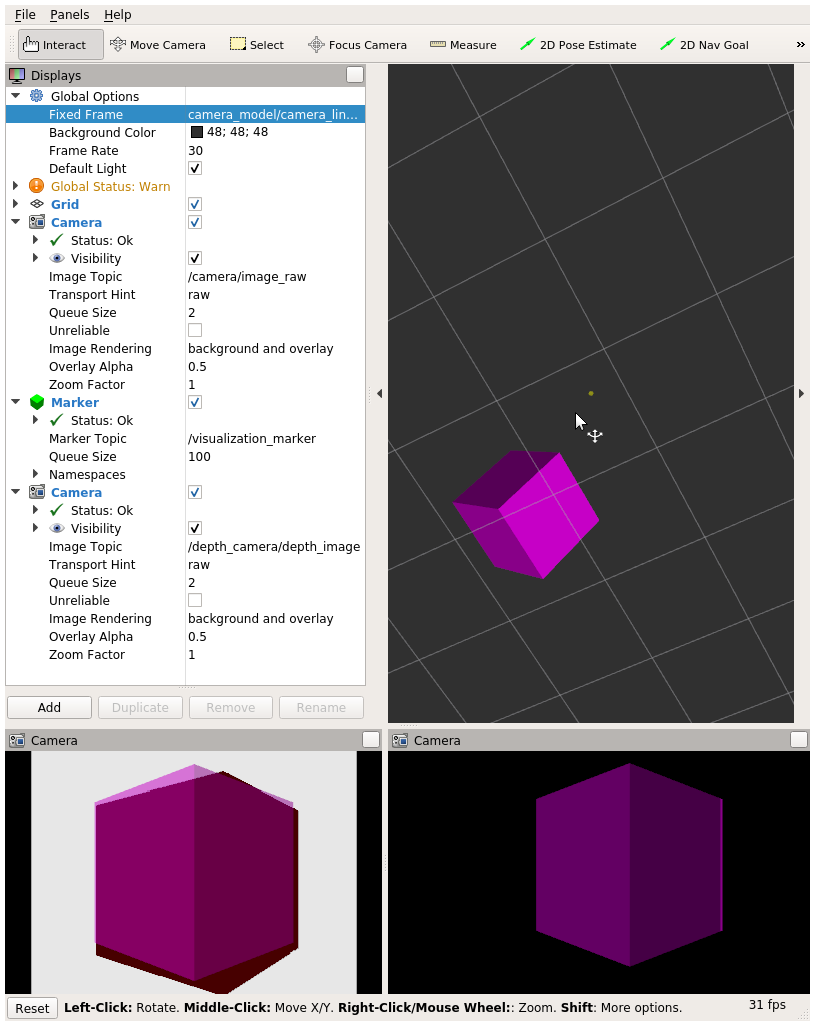 File Panels Help
Interact Move Camera Select Focus Camera Measure 2D Pose Estimate 2D Nav Goal »
Displays
Global Options
Fixed Frame camera_model/camera_lin...
Background Color 48; 48; 48
Frame Rate 30
Default Light
Global Status: Warn
Grid
Camera
Status: Ok
Visibility
Image Topic /camera/image_raw
Transport Hint raw
Queue Size 2
Unreliable
Image Rendering background and overlay
Overlay Alpha 0.5
Zoom Factor 1
Marker
Status: Ok
Marker Topic /visualization_marker
Queue Size 100
Namespaces
Camera
Status: Ok
Visibility
Image Topic /depth_camera/depth_image
Transport Hint raw
Queue Size 2
Unreliable
Image Rendering background and overlay
Overlay Alpha 0.5
Zoom Factor 1
Add Duplicate Remove Rename
Camera
Camera
Reset Left-Click: Rotate. Middle-Click: Move X/Y. Right-Click/Mouse Wheel:: Zoom. Shift: More options. 31 fps